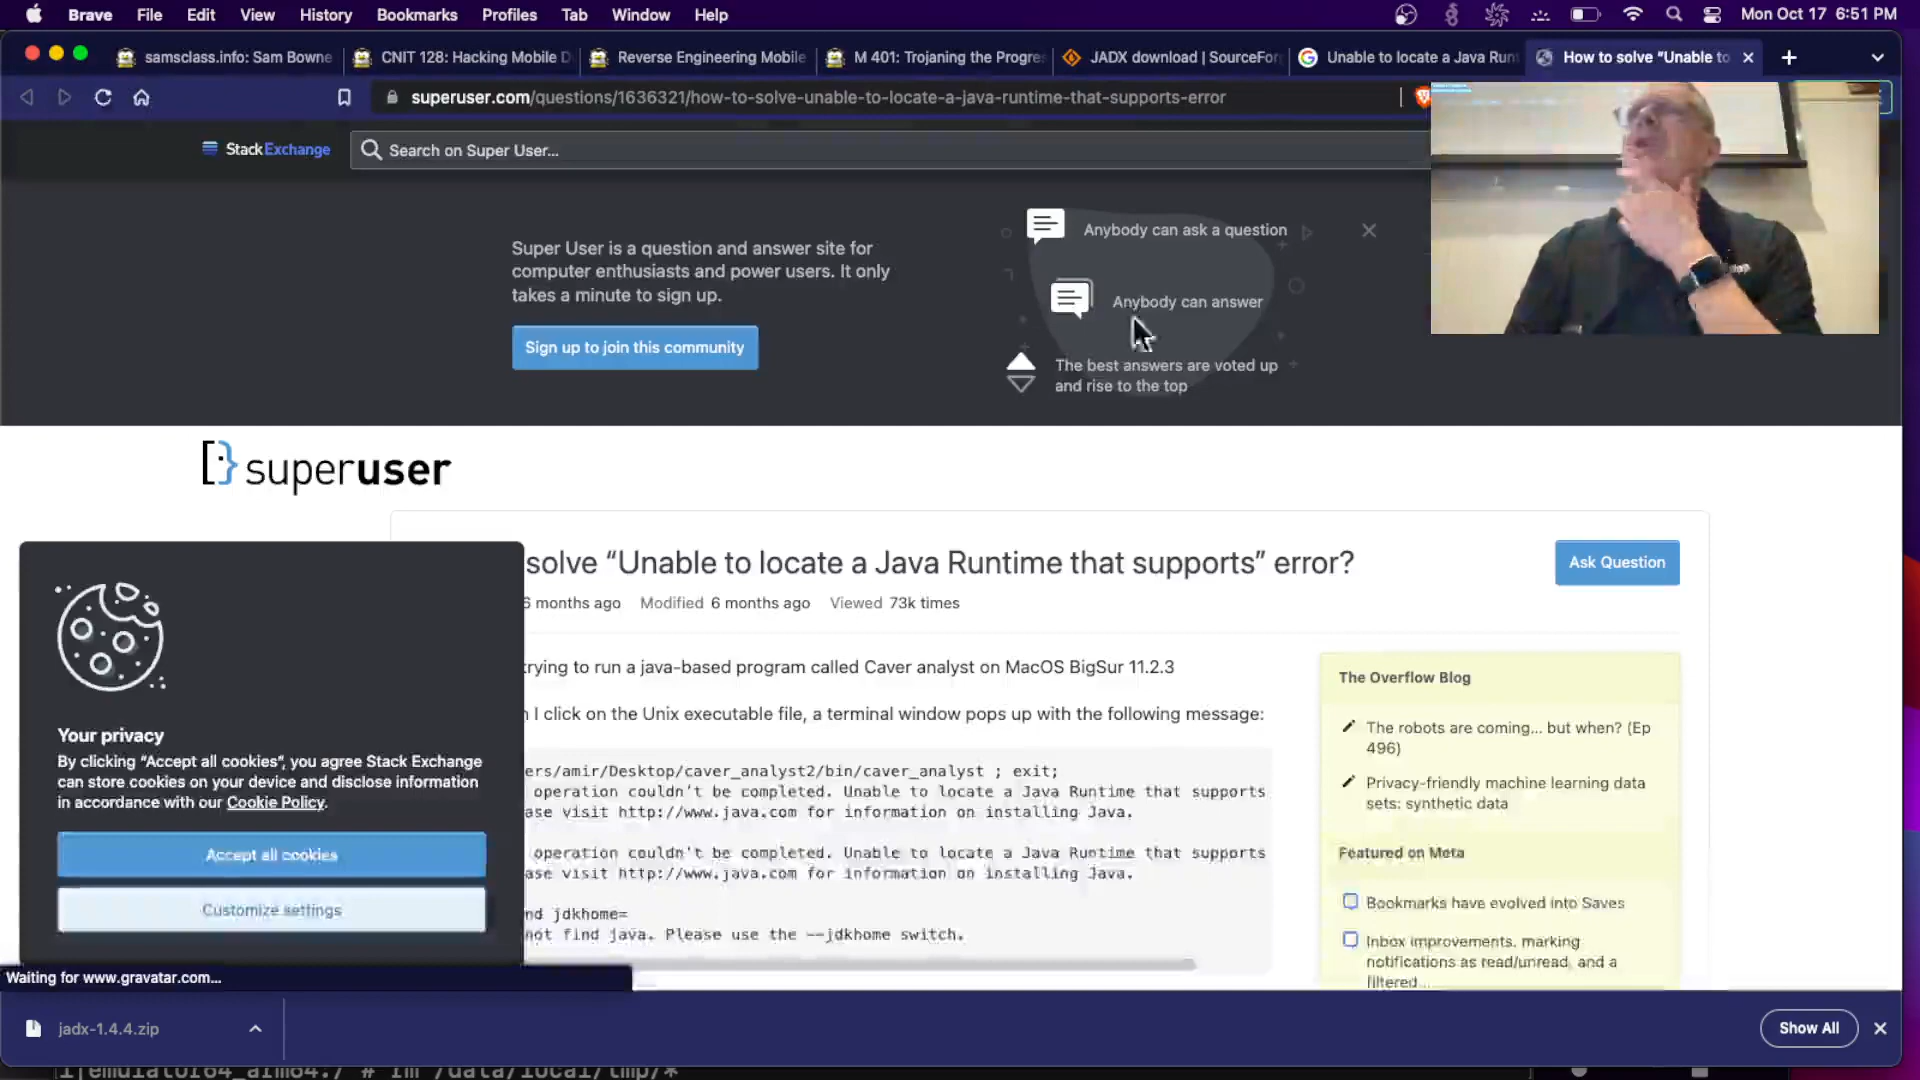 Brave File Edit View History Bookmarks Profiles Tab Window Help Mon Oct 17 6:51 PM
samsclass.info: Sam Bowne
CNIT 128: Hacking Mobile D
Reverse Engineering Mobile
M 401: Trojaning the Progre
JADX download | SourceFor
Unable to locate a Java Run
How to solve “Unable to
superuser.com/questions/1636321/how-to-solve-unable-to-locate-a-java-runtime-that-supports-error
StackExchange
Search on Super User...
Super User is a question and answer site for
computer enthusiasts and power users. It only
takes a minute to sign up.
Sign up to join this community
Anybody can ask a question
Anybody can answer
The best answers are voted up
and rise to the top
superuser
solve “Unable to locate a Java Runtime that supports” error?
Ask Question
6 months ago Modified 6 months ago Viewed 73k times
trying to run a java-based program called Caver analyst on MacOS BigSur 11.2.3
I click on the Unix executable file, a terminal window pops up with the following message:
ers/amir/Desktop/caver_analyst2/bin/caver_analyst ; exit;
operation couldn't be completed. Unable to locate a Java Runtime that supports
ase visit http://www.java.com for information on installing Java.
operation couldn't be completed. Unable to locate a Java Runtime that supports
ase visit http://www.java.com for information on installing Java.
nd jdkhome=
not find java. Please use the --jdkhome switch.
The Overflow Blog
The robots are coming... but when? (Ep
496)
Privacy-friendly machine learning data
sets: synthetic data
Featured on Meta
Bookmarks have evolved into Saves
Inbox improvements, marking
notifications as read/unread, and a
filtered...
Your privacy
By clicking “Accept all cookies”, you agree Stack Exchange
can store cookies on your device and disclose information
in accordance with our Cookie Policy.
Accept all cookies
Customize settings
Waiting for www.gravatar.com...
jadx-1.4.4.zip
Show All
# rm /data/local/tmp/*